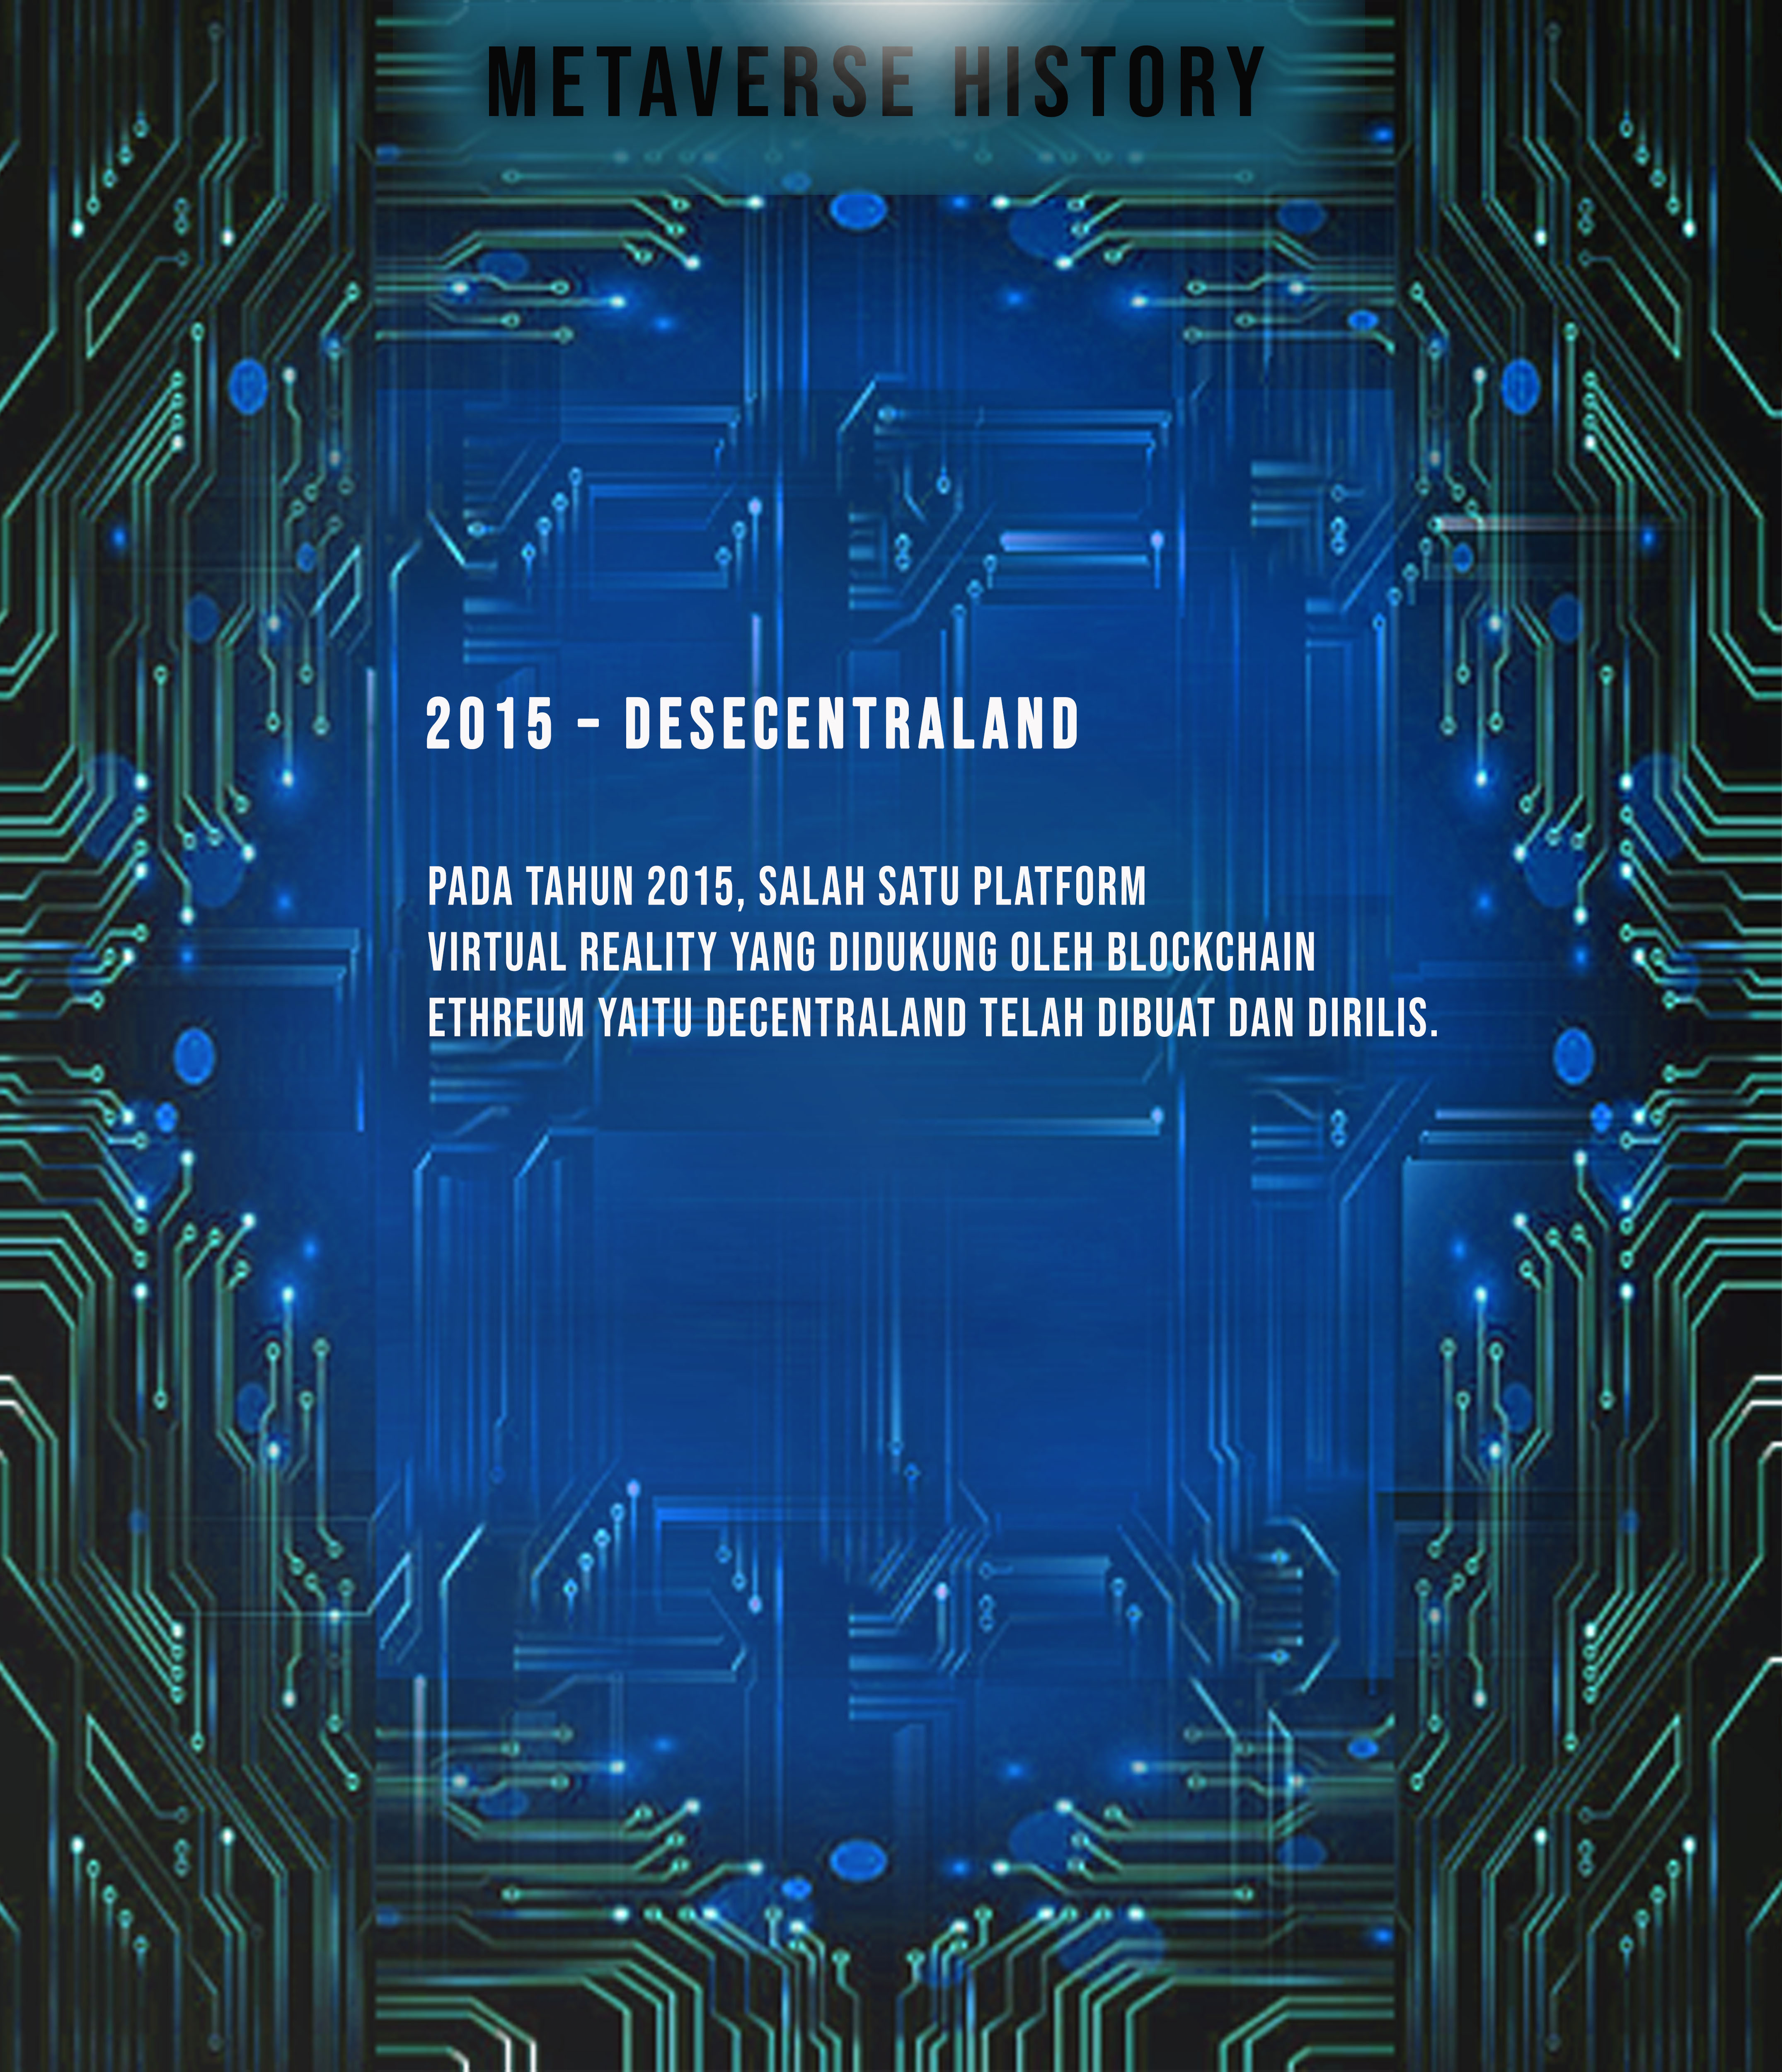 METAVERSE HISTORY
2015 – DESECENTRALAND
PADA TAHUN 2015, SALAH SATU PLATFORM
VIRTUAL REALITY YANG DIDUKUNG OLEH BLOCKCHAIN
ETHREUM YAITU DECENTRALAND TELAH DIBUAT DAN DIRILIS.